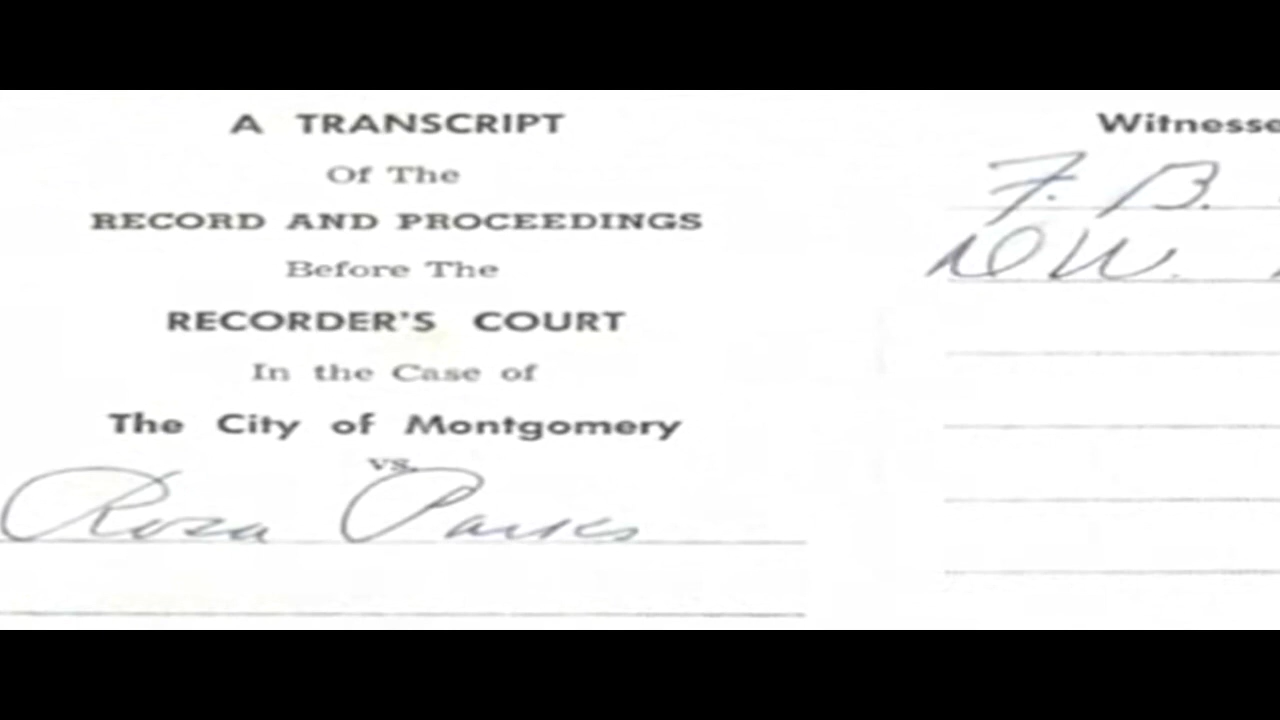 A TRANSCRIPT
Of The
RECORD AND PROCEEDINGS
Before The
RECORDER'S COURT
In the Case of
The City of Montgomery
vs.
Rosa Parks
Witnesse
F. B.
D W.